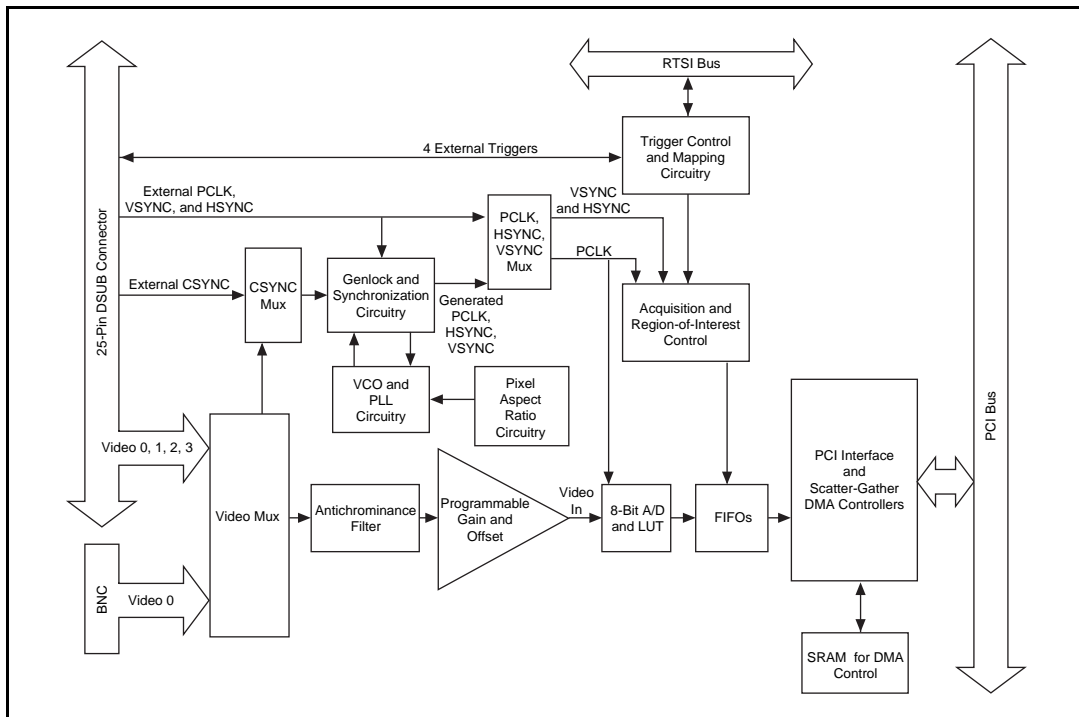 RTSI Bus
Trigger Control
and Mapping
Circuitry
4 External Triggers
External PCLK,
VSYNC, and HSYNC
VSYNC
and HSYNC
PCLK,
HSYNC,
VSYNC
Mux
PCLK
25-Pin DSUB Connector
External CSYNC
CSYNC
Mux
Genlock and
Synchronization
Circuitry
Generated
PCLK,
HSYNC,
VSYNC
Acquisition and
Region-of-Interest
Control
VCO and
PLL
Circuitry
Pixel
Aspect
Ratio
Circuitry
PCI Bus
Video 0, 1, 2, 3
Video Mux
Antichrominance
Filter
Programmable
Gain and
Offset
Video
In
8-Bit A/D
and LUT
FIFOs
PCI Interface
and
Scatter-Gather
DMA Controllers
BNC
Video 0
SRAM for DMA
Control